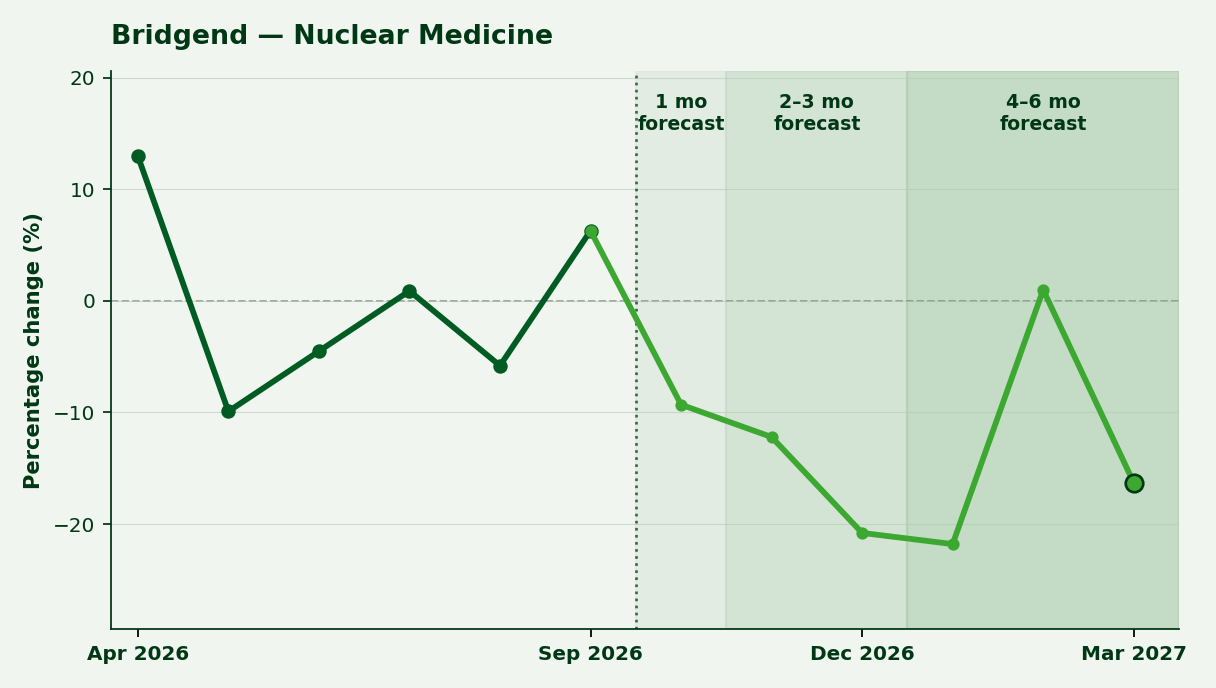 Bridgend — Nuclear Medicine
Percentage change (%)
20
10
0
−10
−20
1 mo
forecast
2–3 mo
forecast
4–6 mo
forecast
Apr 2026
Sep 2026
Dec 2026
Mar 2027